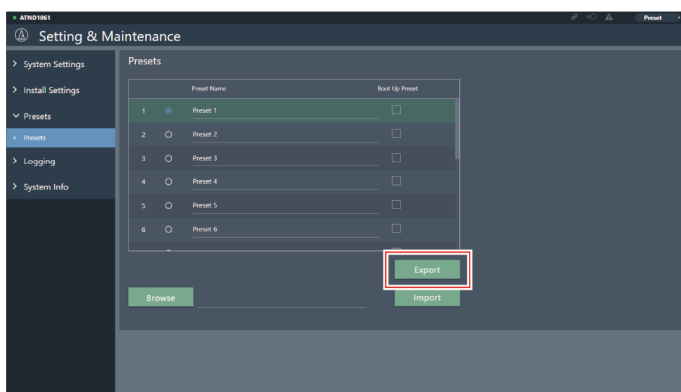 ATND1061
Preset
Setting & Maintenance
System Settings
Install Settings
Presets
Presets
Logging
System Info
Presets
Preset Name Boot Up Preset
1 Preset 1
2 Preset 2
3 Preset 3
4 Preset 4
5 Preset 5
6 Preset 6
Export
Browse
Import